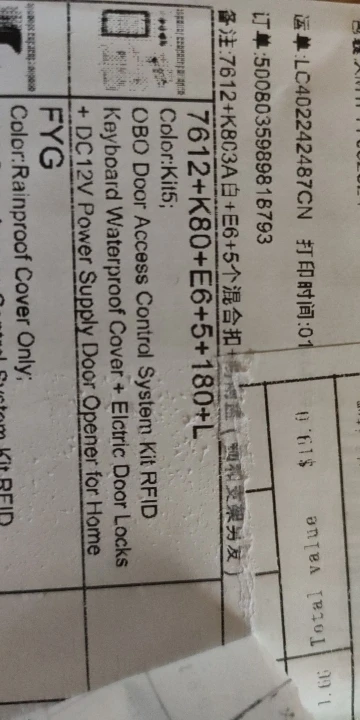 运单:LC402242487CN 打印时间:01
订单:5008035989818793
备注:7612+K803A白+E6+5个混合扣
7612+K80+E6+5+180+L
Color:Kit5;
OBO Door Access Control System Kit RFID
Keyboard Waterproof Cover + Elctric Door Locks
+ DC12V Power Supply Door Opener for Home
FYG
Color:Rainproof Cover Only;
Total value